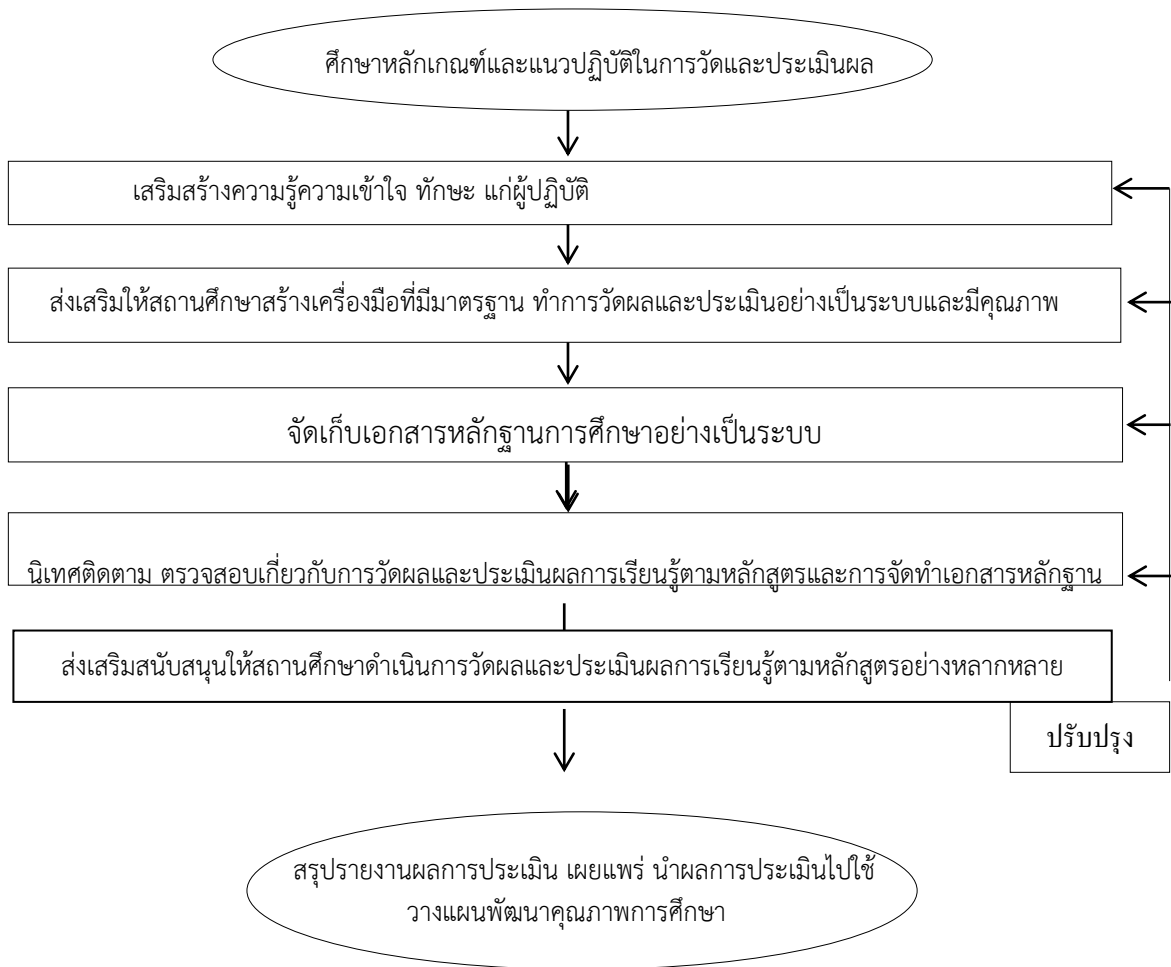 ศึกษาหลักเกณฑ์และแนวปฏิบัติในการวัดและประเมินผล
เสริมสร้างความรู้ความเข้าใจ ทักษะ แก่ผู้ปฏิบัติ
ส่งเสริมให้สถานศึกษาสร้างเครื่องมือที่มีมาตรฐาน ทำการวัดผลและประเมินอย่างเป็นระบบและมีคุณภาพ
จัดเก็บเอกสารหลักฐานการศึกษาอย่างเป็นระบบ
นิเทศติดตาม ตรวจสอบเกี่ยวกับการวัดผลและประเมินผลการเรียนรู้ตามหลักสูตรและการจัดทำเอกสารหลักฐาน
ส่งเสริมสนับสนุนให้สถานศึกษาดำเนินการวัดผลและประเมินผลการเรียนรู้ตามหลักสูตรอย่างหลากหลาย
ปรับปรุง
สรุปรายงานผลการประเมิน เผยแพร่ นำผลการประเมินไปใช้
วางแผนพัฒนาคุณภาพการศึกษา